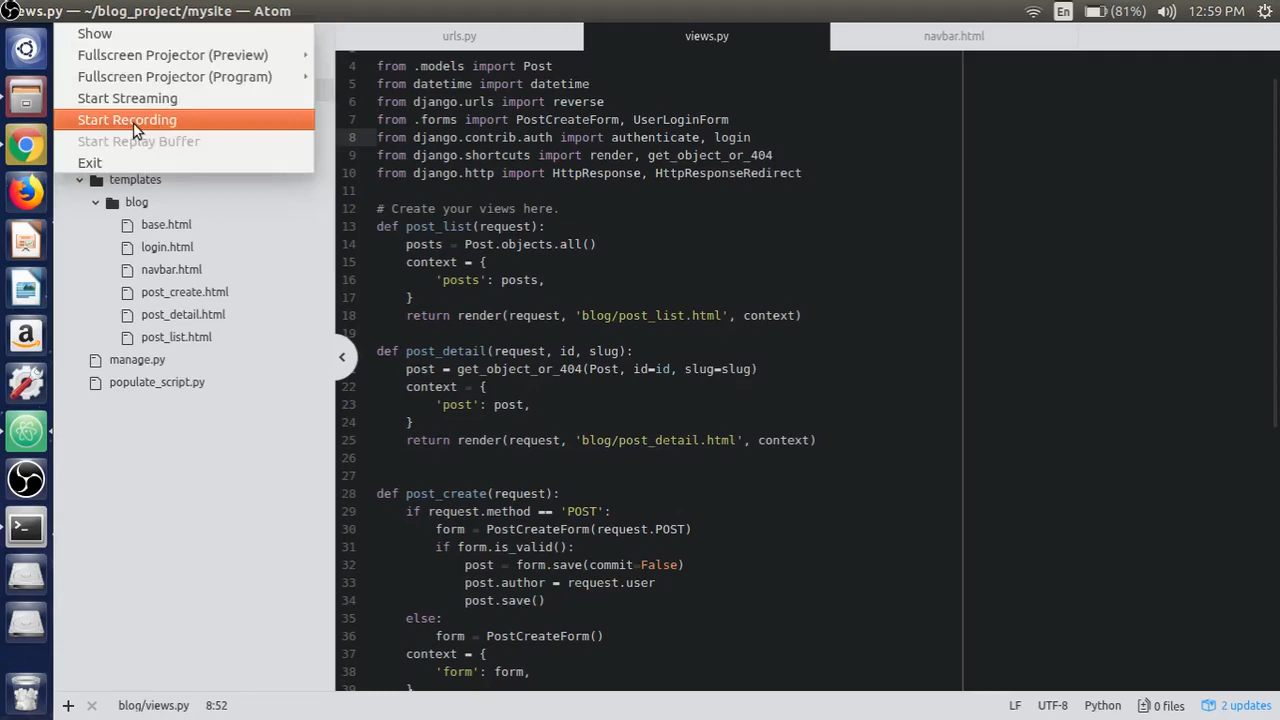 ews.py — ~/blog_project/mysite — Atom
En (81%) 12:59 PM
Show
Fullscreen Projector (Preview)
Fullscreen Projector (Program)
Start Streaming
Start Recording
Start Replay Buffer
Exit
templates
blog
base.html
login.html
navbar.html
post_create.html
post_detail.html
post_list.html
manage.py
populate_script.py
urls.py views.py navbar.html
4 from .models import Post
5 from datetime import datetime
6 from django.urls import reverse
7 from .forms import PostCreateForm, UserLoginForm
8 from django.contrib.auth import authenticate, login
9 from django.shortcuts import render, get_object_or_404
10 from django.http import HttpResponse, HttpResponseRedirect
11
12 # Create your views here.
13 def post_list(request):
14 posts = Post.objects.all()
15 context = {
16 'posts': posts,
17 }
18 return render(request, 'blog/post_list.html', context)
19
def post_detail(request, id, slug):
post = get_object_or_404(Post, id=id, slug=slug)
22 context = {
23 'post': post,
24 }
25 return render(request, 'blog/post_detail.html', context)
26
27
28 def post_create(request):
29 if request.method == 'POST':
30 form = PostCreateForm(request.POST)
31 if form.is_valid():
32 post = form.save(commit=False)
33 post.author = request.user
34 post.save()
35 else:
36 form = PostCreateForm()
37 context = {
38 'form': form,
39 }
blog/views.py 8:52 LF UTF-8 Python 0 files 2 updates